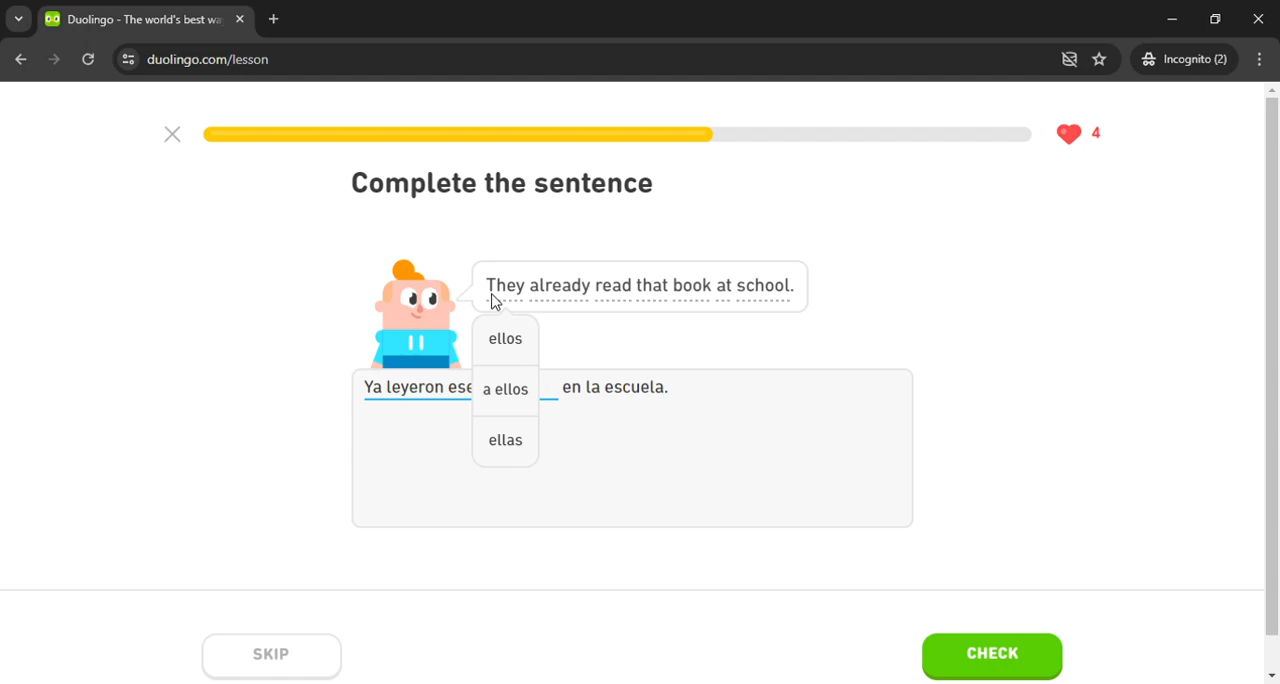 Duolingo - The world's best wa
duolingo.com/lesson
Incognito (2)
4
Complete the sentence
They already read that book at school.
ellos
a ellos
ellas
Ya leyeron ese en la escuela.
SKIP
CHECK